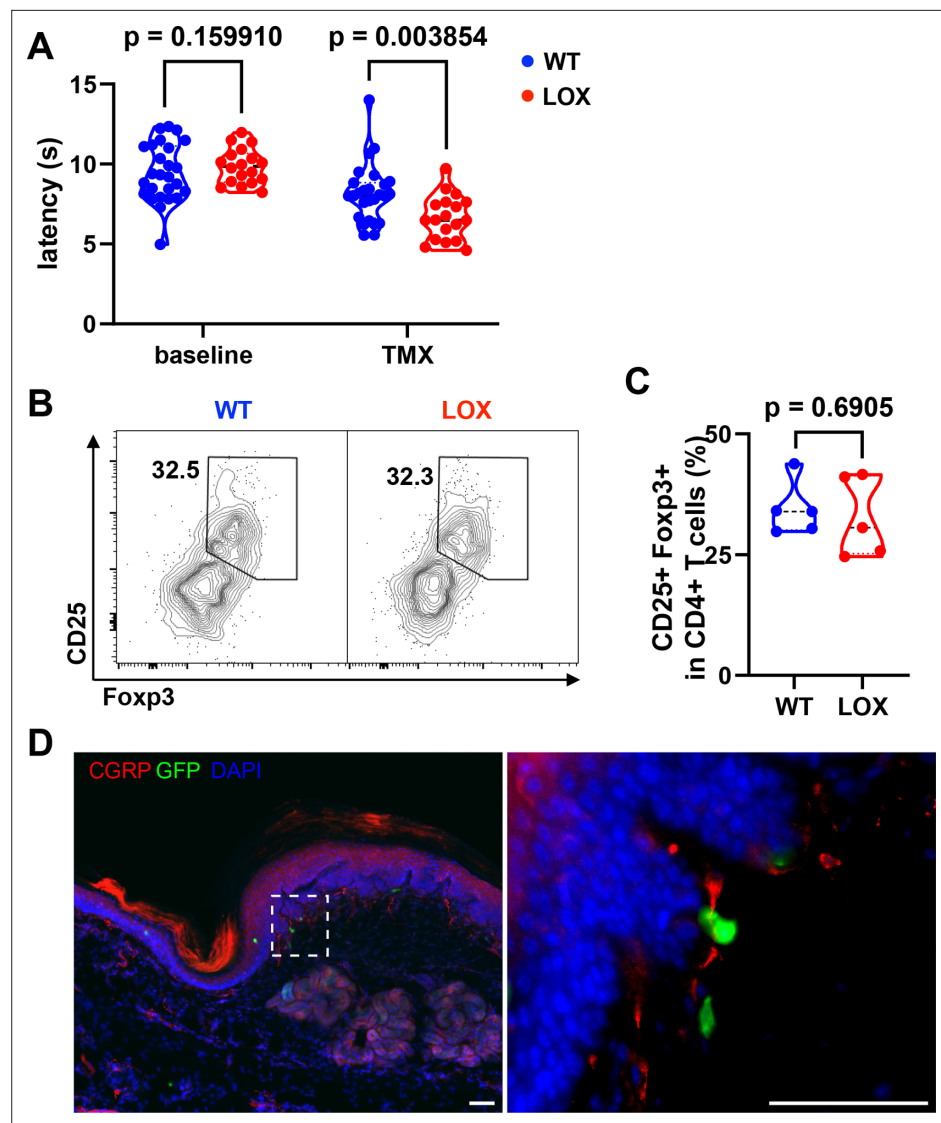 A
p = 0.159910 p = 0.003854
WT
LOX
15
10
5
0
latency (s)
baseline TMX
B
WT LOX
32.5 32.3
CD25
Foxp3
C
p = 0.6905
50
25
0
CD25+ Foxp3+
in CD4+ T cells (%)
WT LOX
D
CGRP GFP DAPI